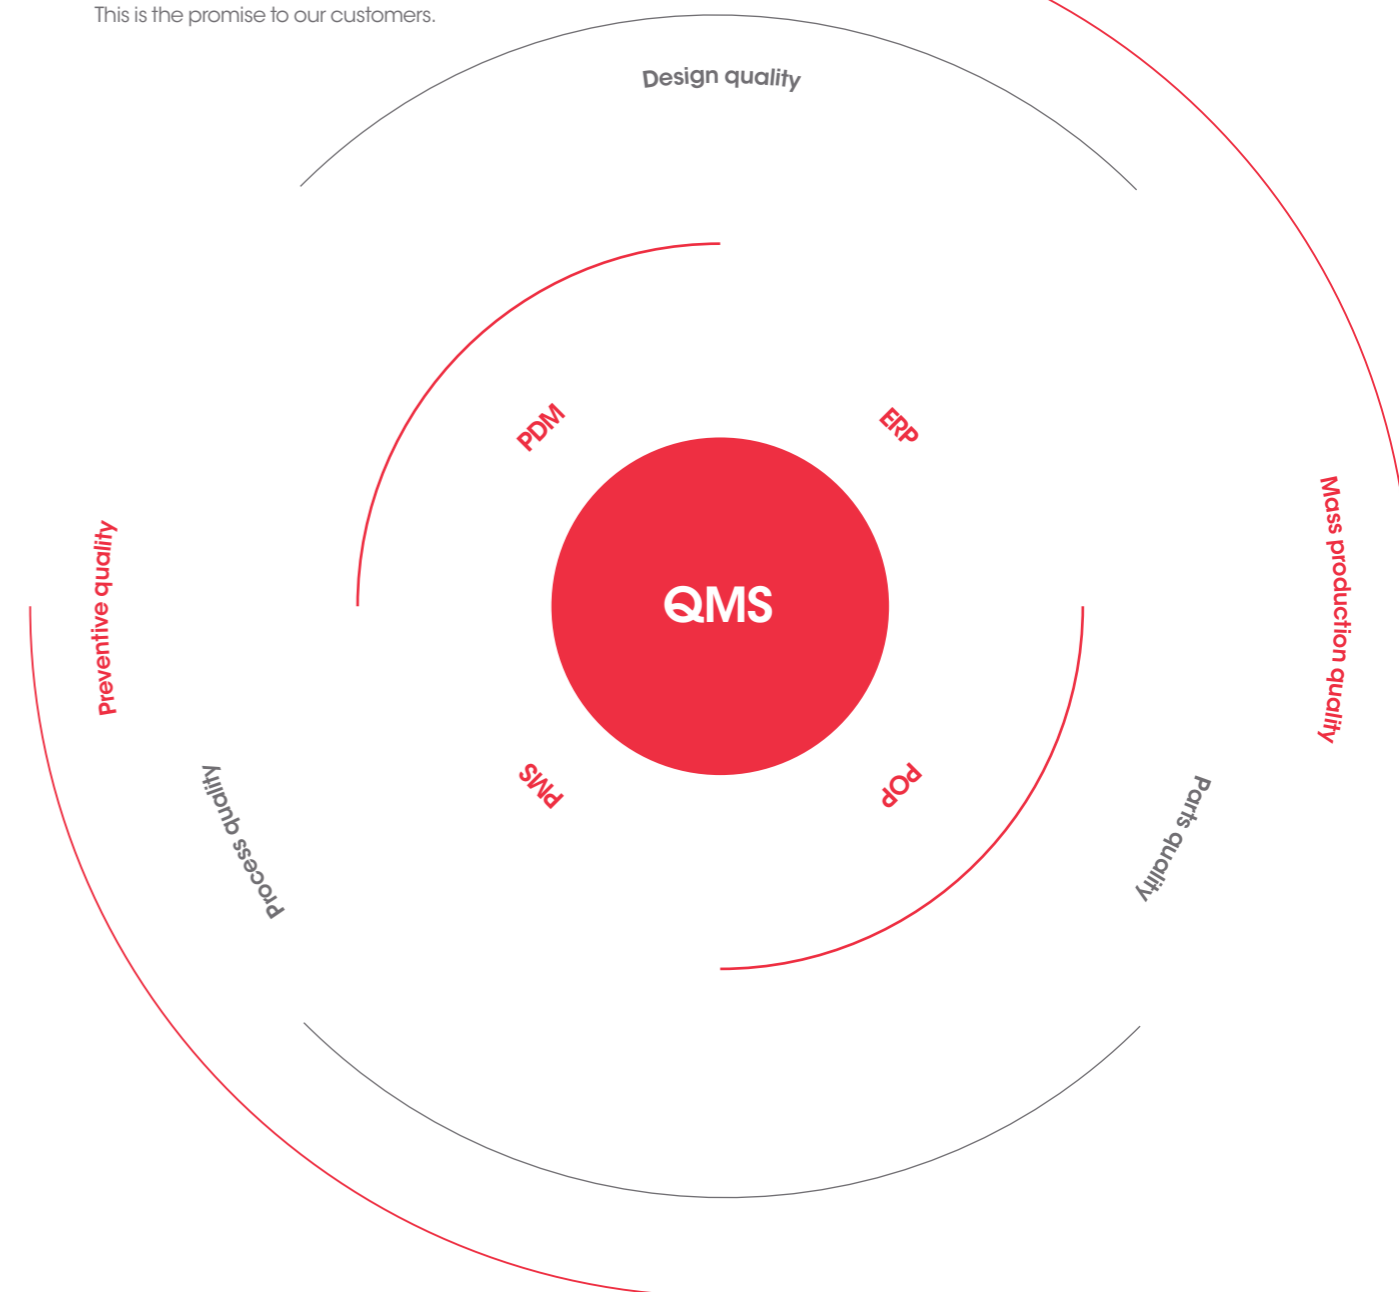 This is the promise to our customers.
Design quality
PDM
ERP
Preventive quality
QMS
Mass production quality
PMS
POP
Process quality
Parts quality